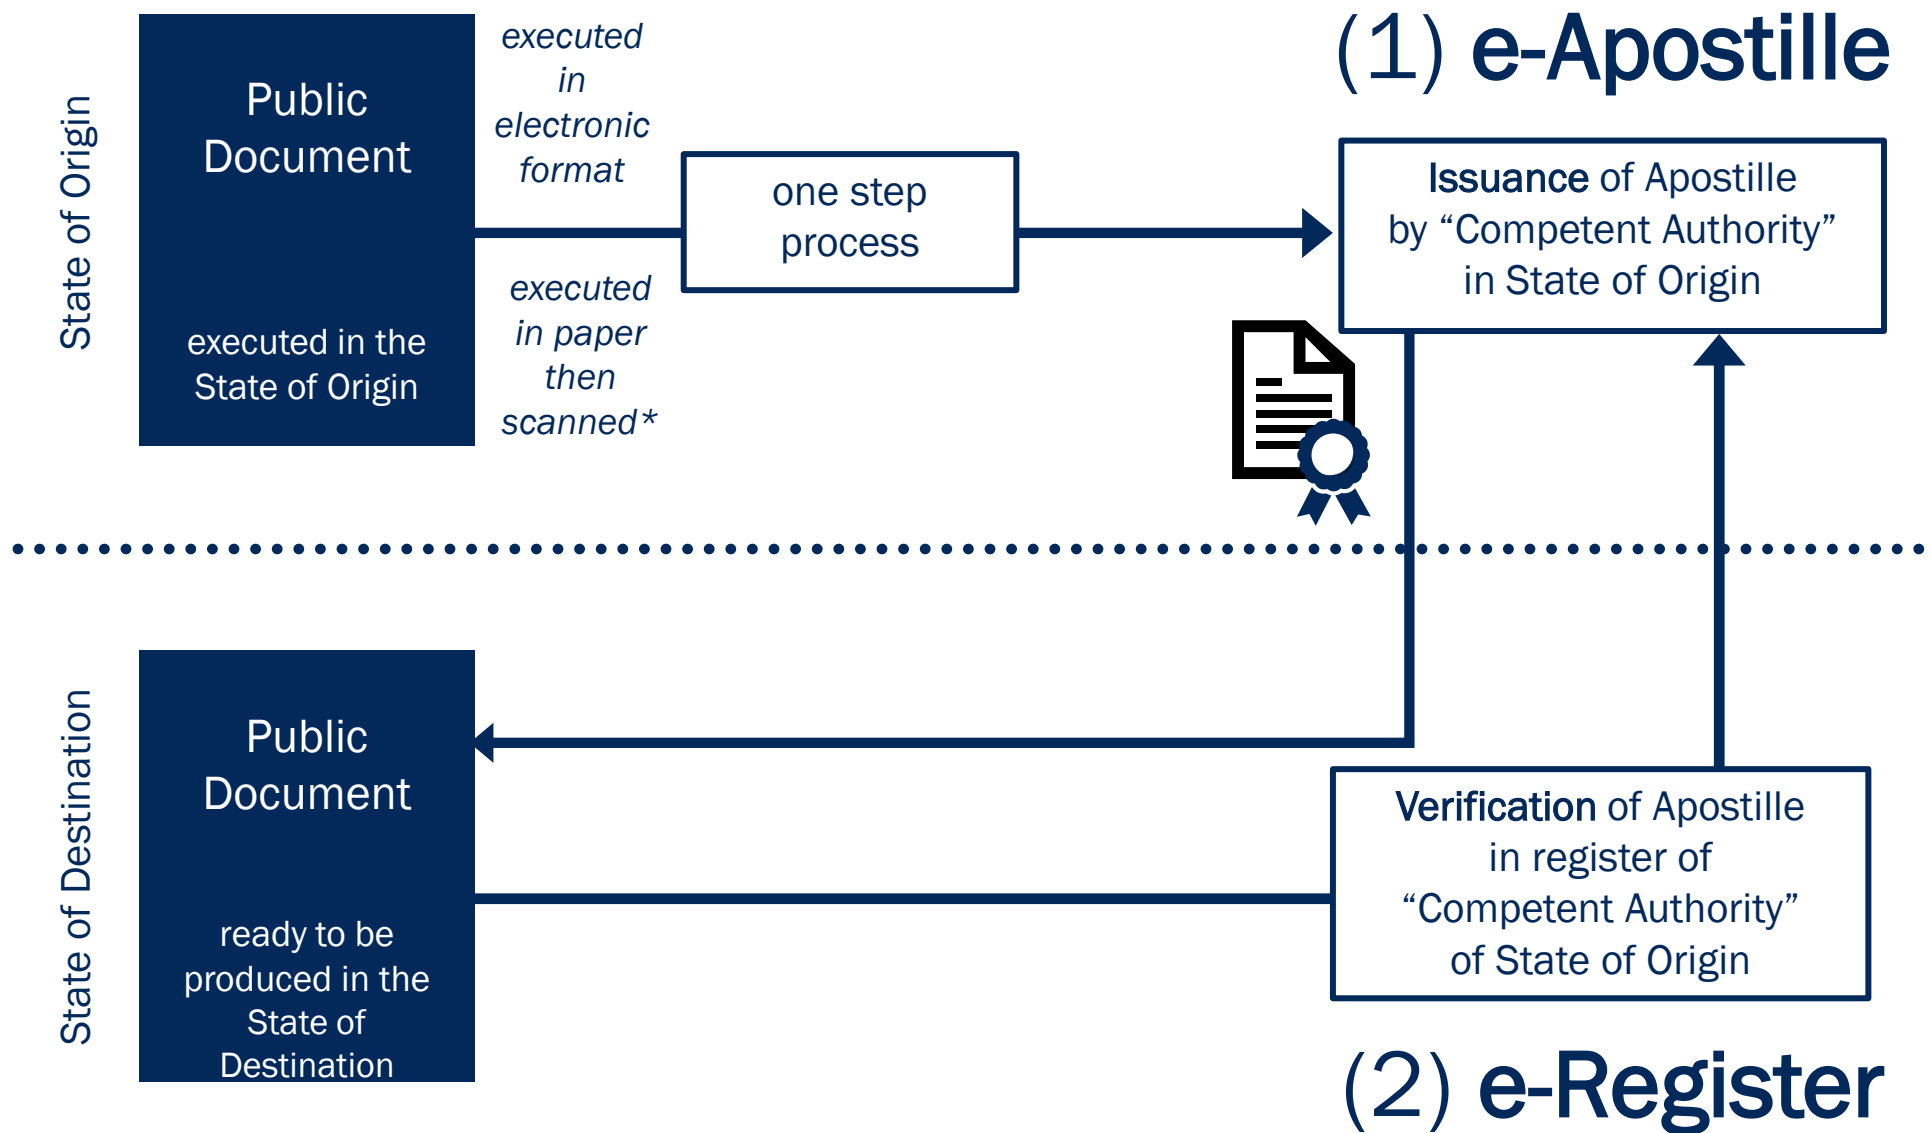 (1) e-Apostille
State of Origin
Public
Document
executed in the
State of Origin
executed
in
electronic
format
executed
in paper
then
scanned*
one step
process
Issuance of Apostille
by “Competent Authority”
in State of Origin
State of Destination
Public
Document
ready to be
produced in the
State of
Destination
Verification of Apostille
in register of
“Competent Authority”
of State of Origin
(2) e-Register